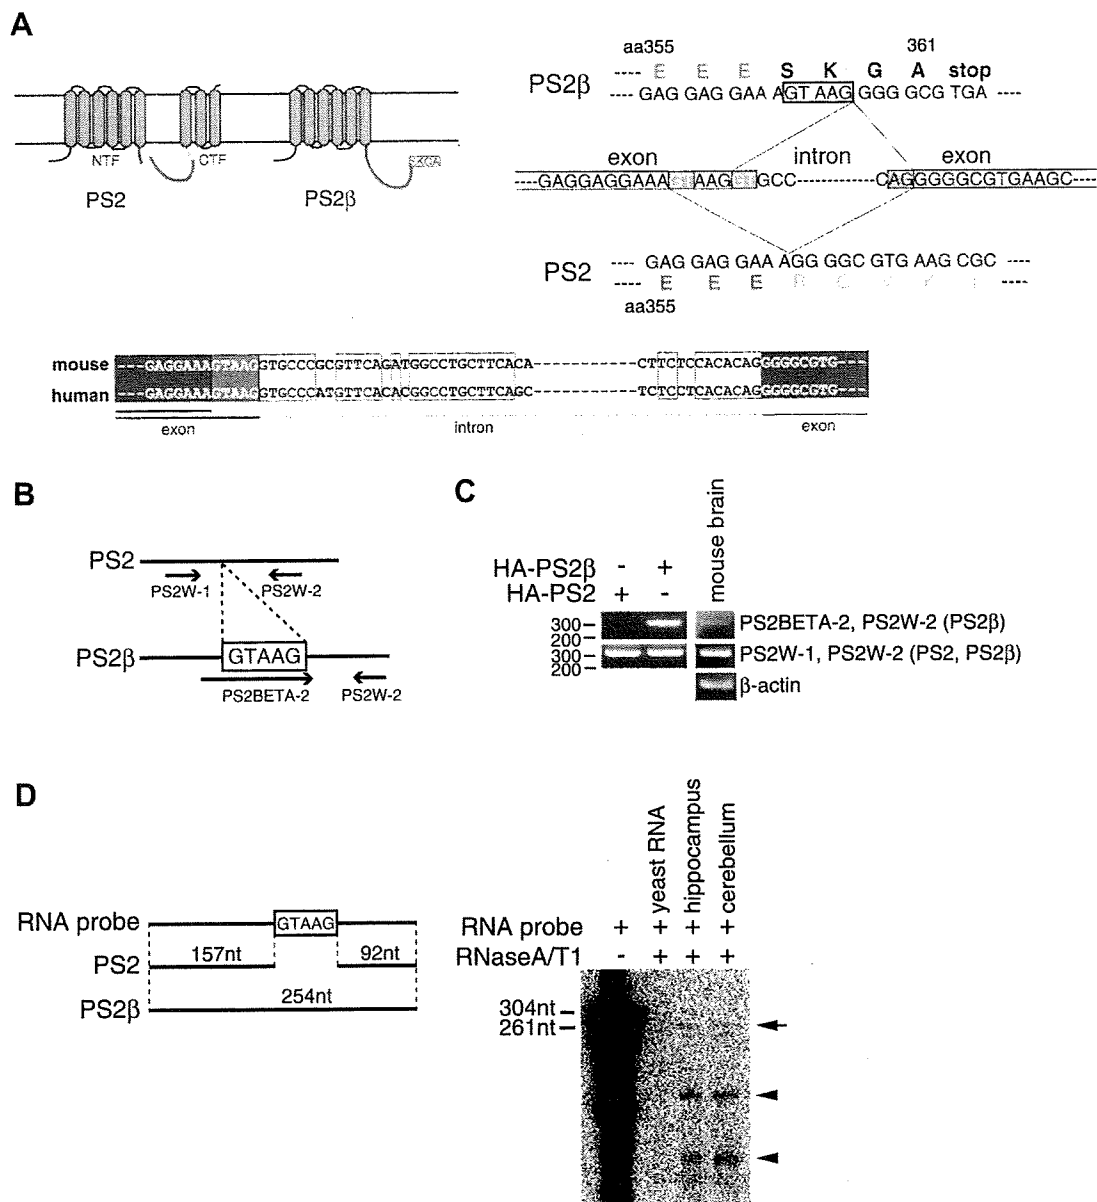 A
NTF
CTF
PS2
PS2β
aa355
361
E E E S K G A stop
PS2β
---- GAG GAG GAA A GT AAG GGG GCG TGA ----
exon intron exon
---GAGGAGGAAA AAG GCC-----------CAGGGGGCGTGAAGC----
PS2
---- GAG GAG GAA AGG GGC GTG AAG CGC ----
E E E R
aa355
mouse ---GAGGAAAGTAAGGTGCCCGCGTTCAGATGGCCTGCTTCACA------------CTTCTCCACACAGGGGGCGTG---
human ---GAGGAAAGTAAGGTGCCCATGTTCACACGGCCTGCTTCAGC------------TCTCCTCACACAGGGGGCGTG---
exon intron exon
B
PS2
PS2W-1
PS2W-2
PS2β
GTAAG
PS2BETA-2
PS2W-2
C
mouse brain
HA-PS2β - +
HA-PS2 + -
300
200
PS2BETA-2, PS2W-2 (PS2β)
300
200
PS2W-1, PS2W-2 (PS2, PS2β)
β-actin
D
RNA probe
GTAAG
PS2
157nt
92nt
PS2β
254nt
yeast RNA
hippocampus
cerebellum
RNA probe + + + +
RNaseA/T1 - + + +
304nt
261nt